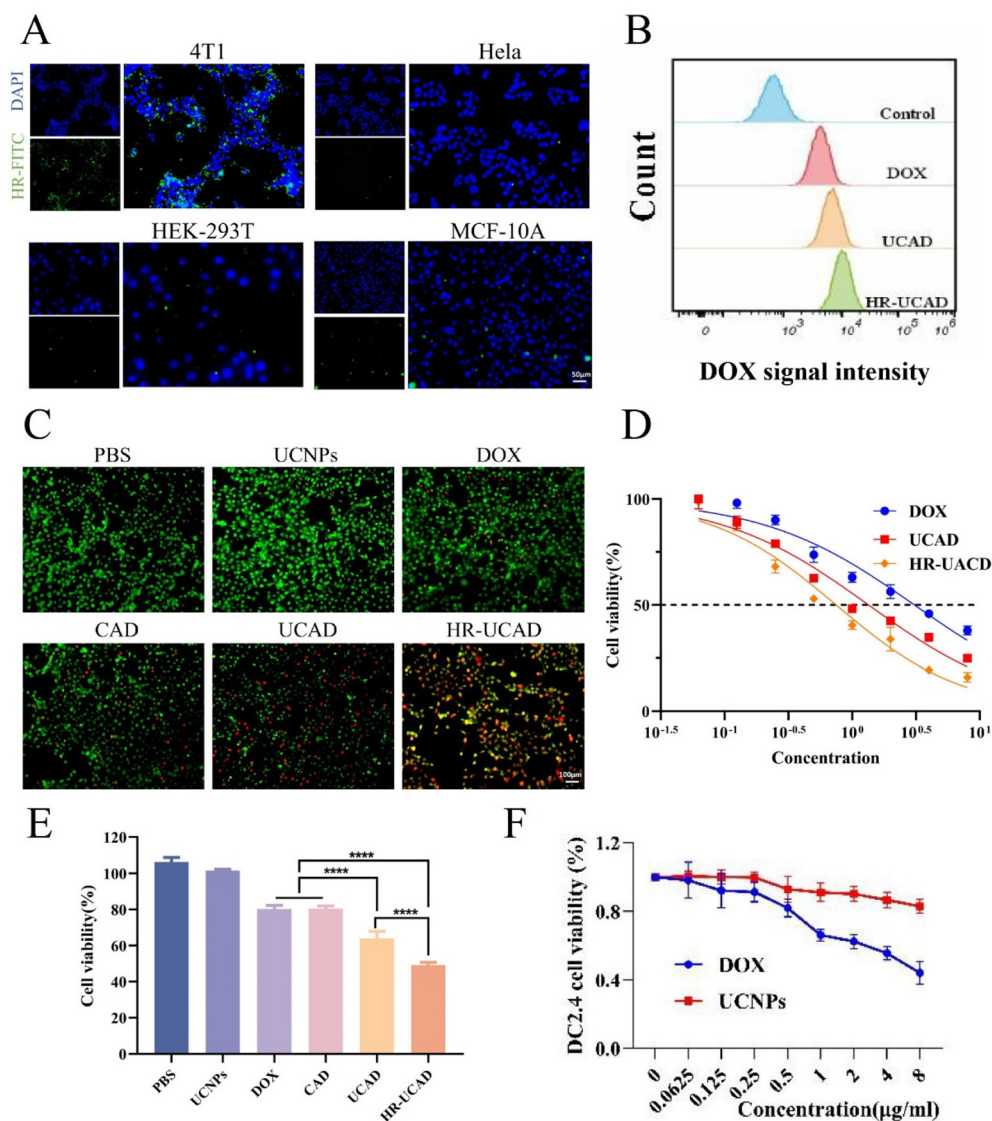 A
4T1
Hela
DAPI
HR-FITC
HEK-293T
MCF-10A
50μm
B
Control
DOX
UCAD
HR-UCAD
Count
0
10³
10⁴
10⁵
10⁶
DOX signal intensity
C
PBS
UCNPs
DOX
CAD
UCAD
HR-UCAD
100μm
D
Cell viability(%)
100
50
0
DOX
UCAD
HR-UACD
10⁻¹·⁵
10⁻¹
10⁻⁰·⁵
10⁰
10⁰·⁵
10¹
Concentration
E
Cell viability(%)
120
100
80
60
40
20
0
****
****
****
PBS
UCNPs
DOX
CAD
UCAD
HR-UCAD
F
DC2.4 cell viability (%)
1.2
0.8
0.4
0.0
DOX
UCNPs
0
0.0625
0.125
0.25
0.5
1
2
4
8
Concentration(μg/ml)